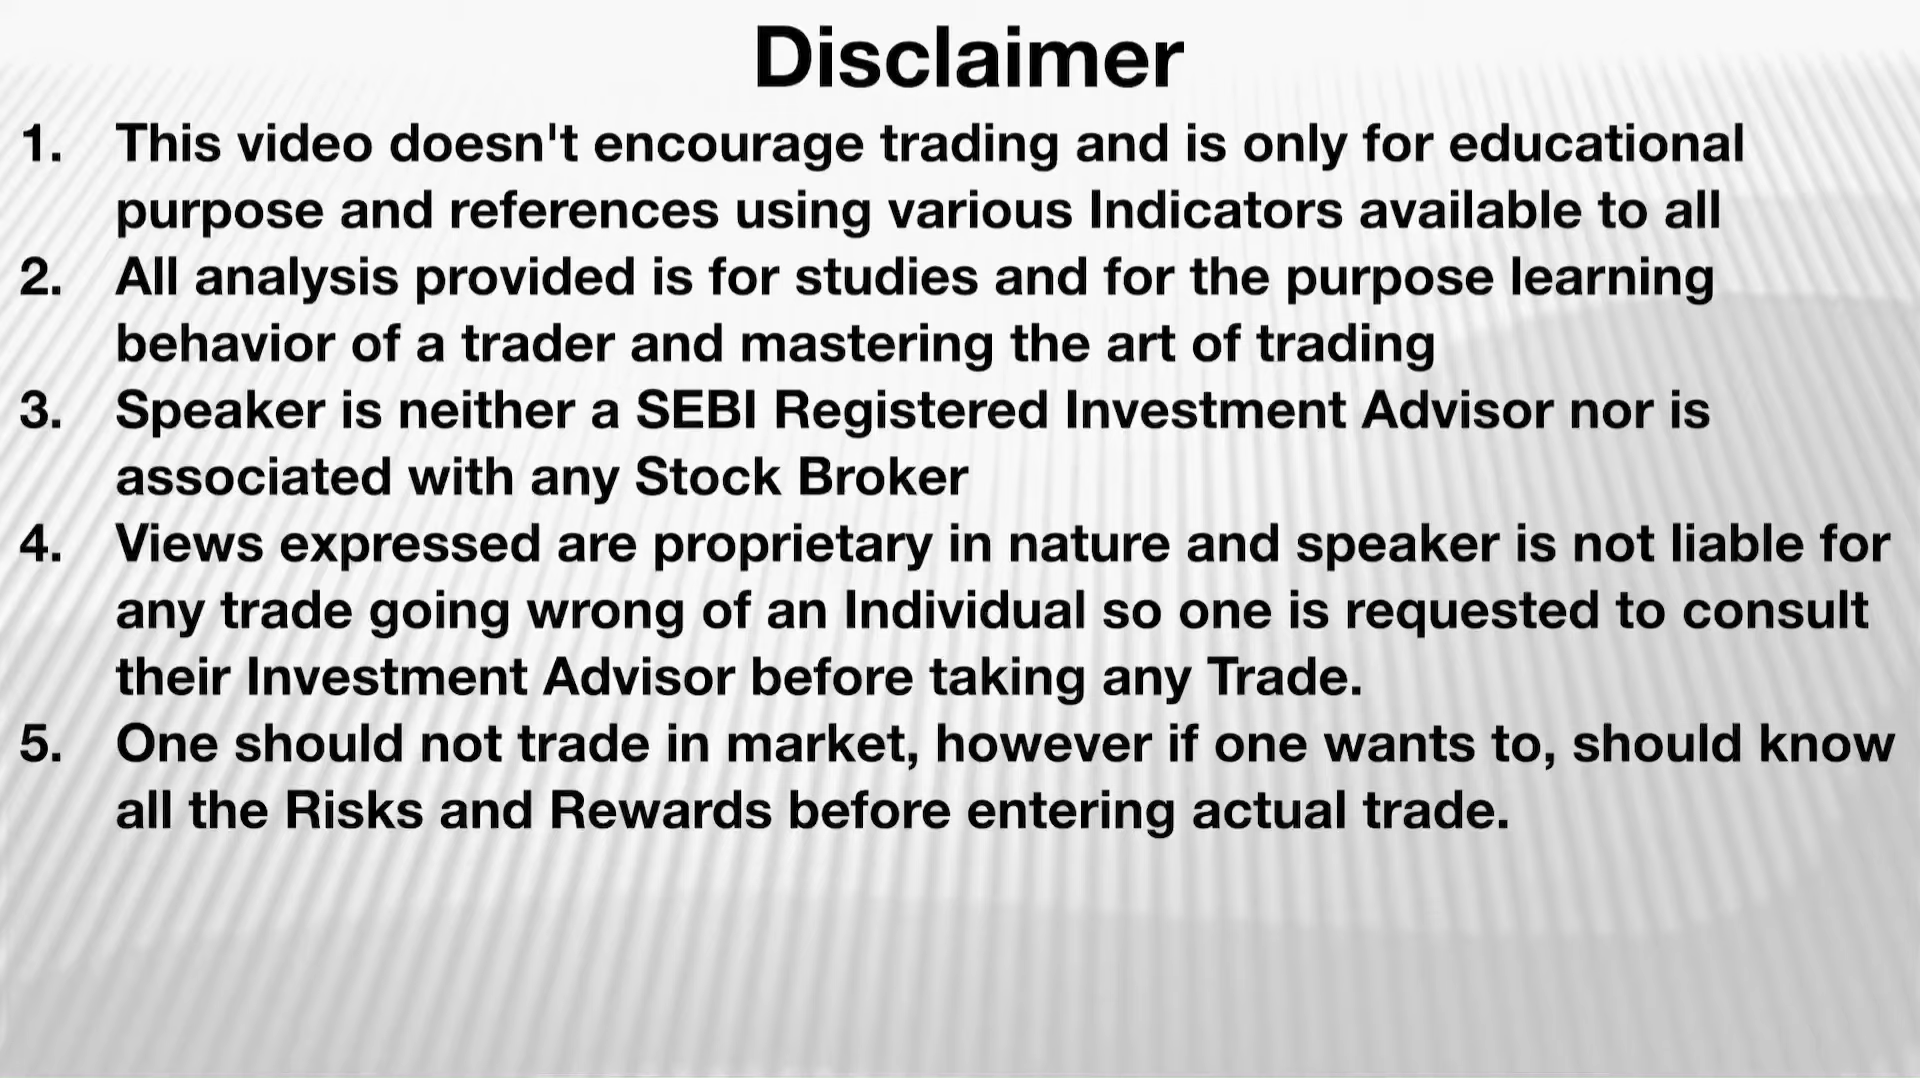 Disclaimer
1. This video doesn't encourage trading and is only for educational
purpose and references using various Indicators available to all
2. All analysis provided is for studies and for the purpose learning
behavior of a trader and mastering the art of trading
3. Speaker is neither a SEBI Registered Investment Advisor nor is
associated with any Stock Broker
4. Views expressed are proprietary in nature and speaker is not liable for
any trade going wrong of an Individual so one is requested to consult
their Investment Advisor before taking any Trade.
5. One should not trade in market, however if one wants to, should know
all the Risks and Rewards before entering actual trade.